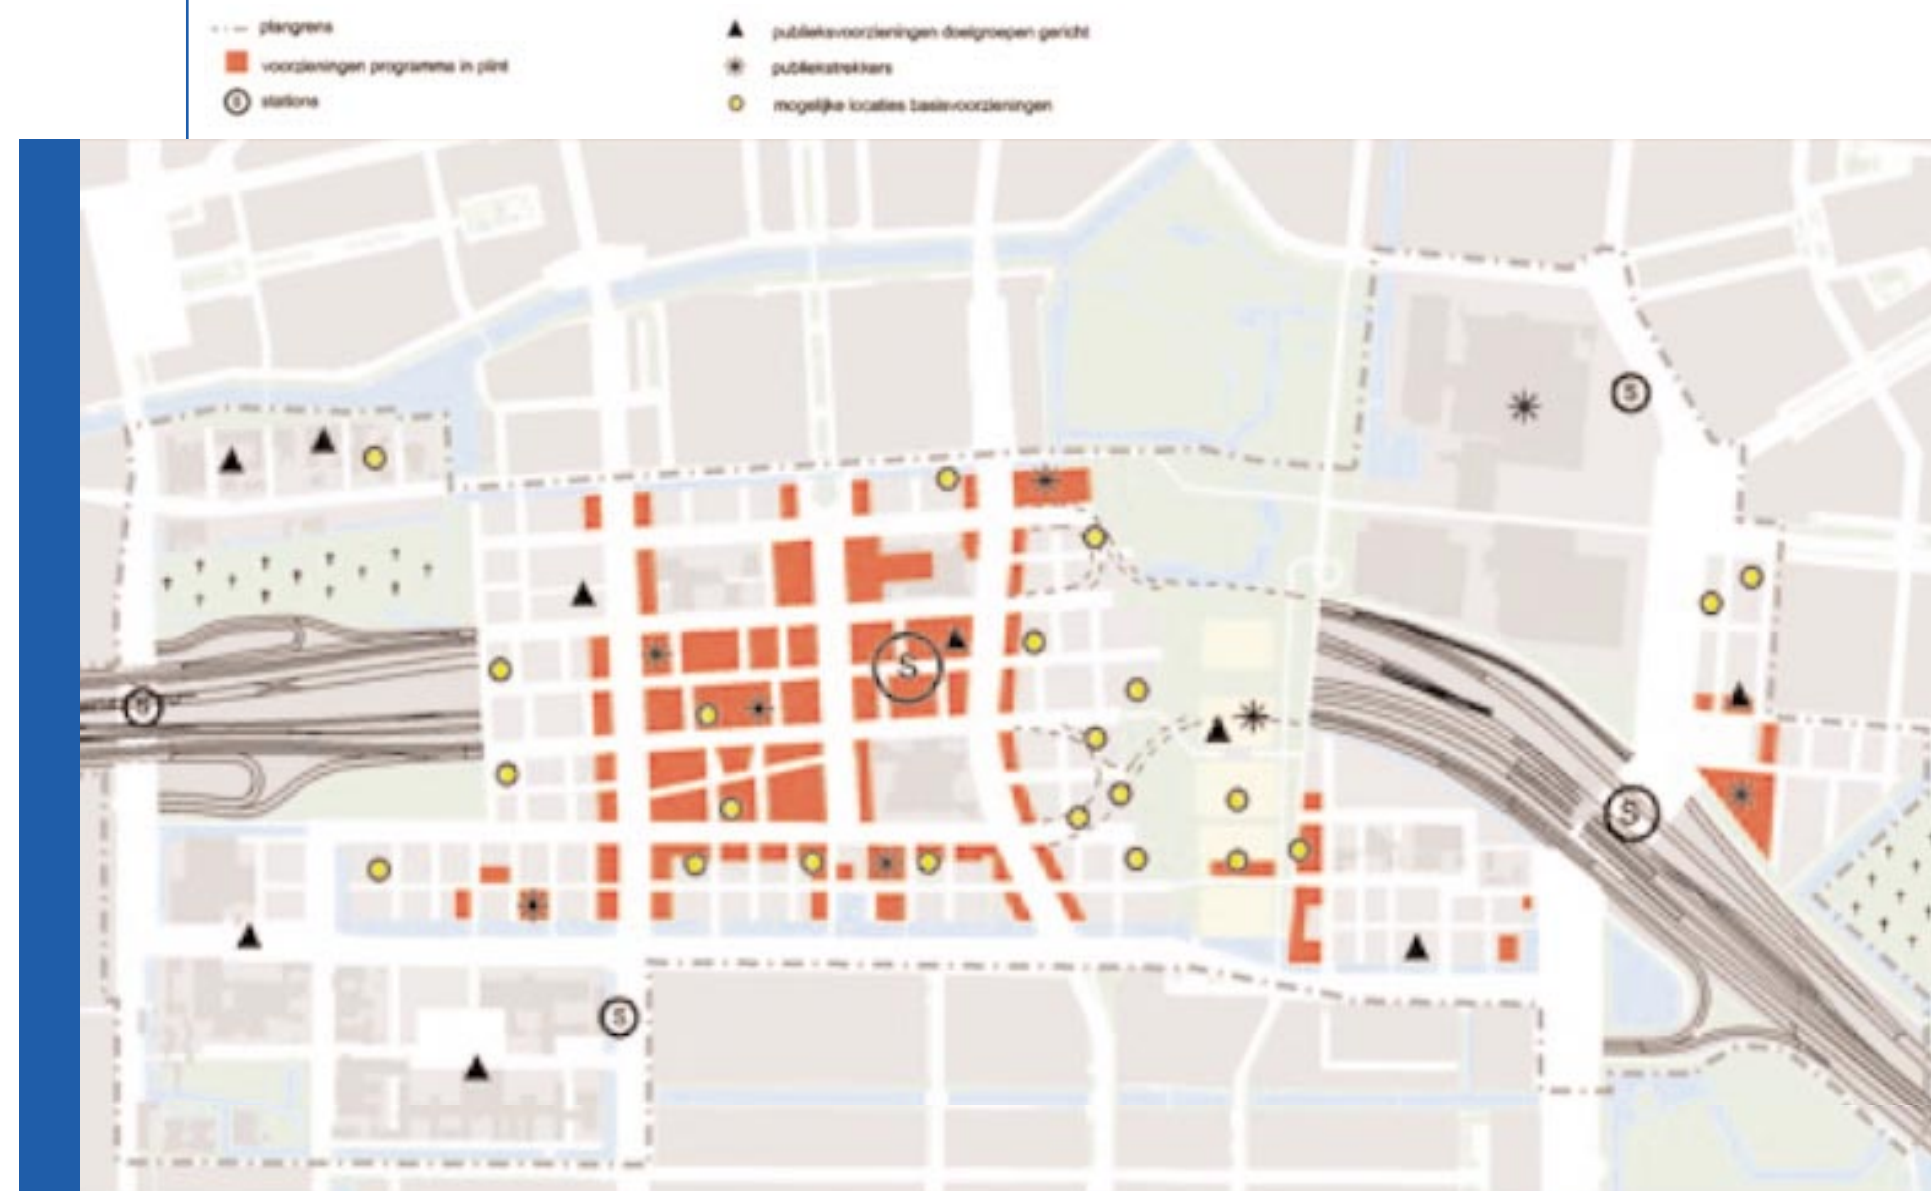 plangrens
voorzieningen programma in plint
S stations
publieksvoorzieningen doelgroepen gericht
publiekstrekkers
mogelijke locaties basisvoorzieningen
S
S
S
S
S